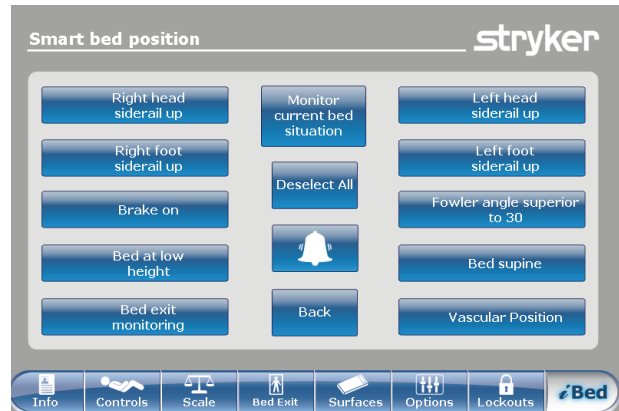 Smart bed position
stryker
Right head
siderail up
Monitor
current bed
situation
Left head
siderail up
Right foot
siderail up
Left foot
siderail up
Deselect All
Brake on
Fowler angle superior
to 30
Bed at low
height
Bed supine
Bed exit
monitoring
Back
Vascular Position
Info
Controls
Scale
Bed Exit
Surfaces
Options
Lockouts
iBed